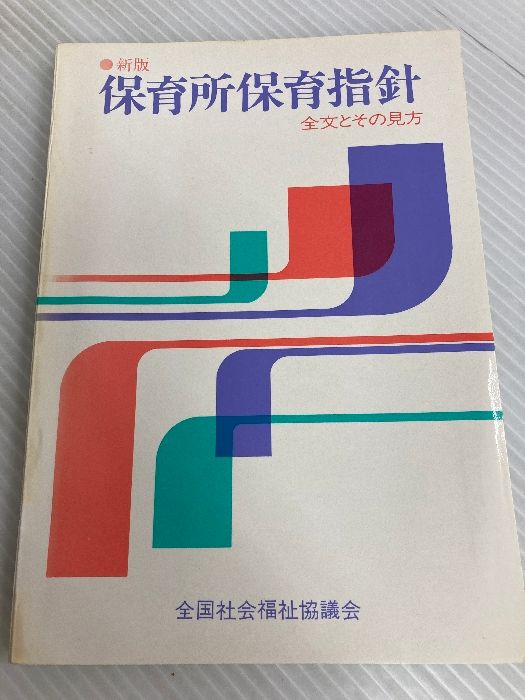 ●新版
保育所保育指針
全文とその見方
全国社会福祉協議会